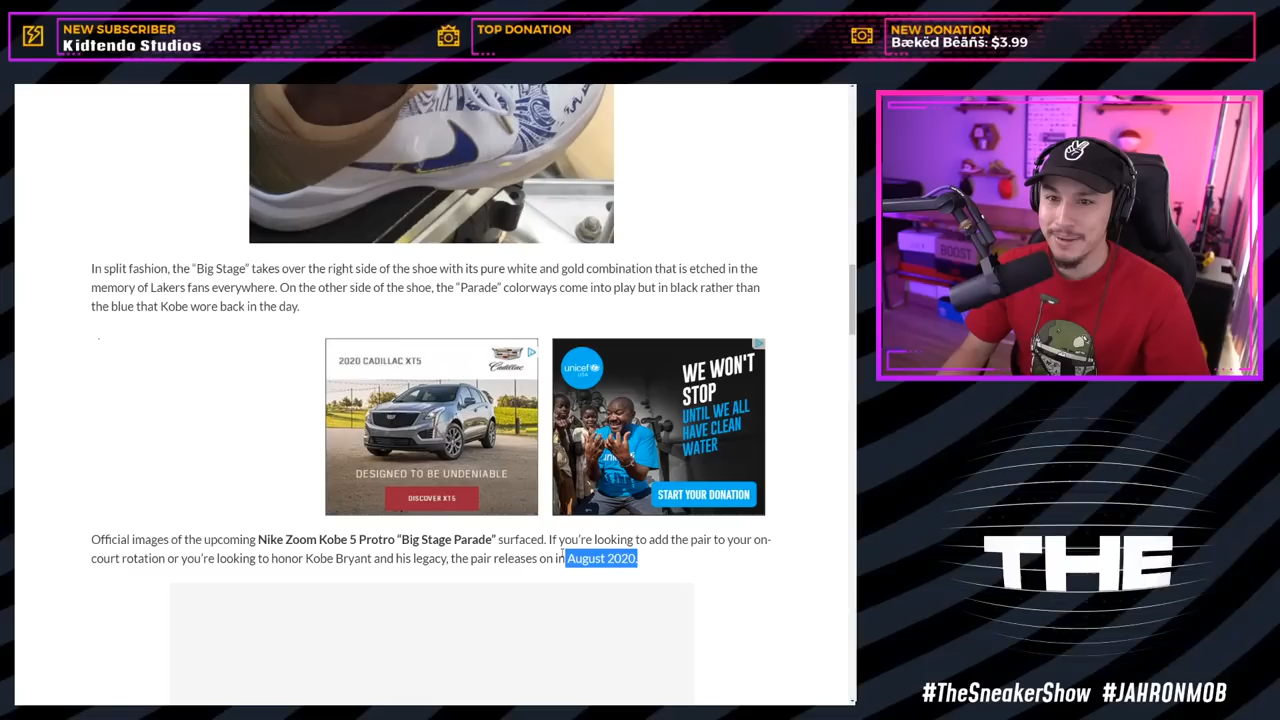 NEW SUBSCRIBER
Kidtendo Studios
TOP DONATION
NEW DONATION
Bækëd Bêāñš: $3.99
In split fashion, the “Big Stage” takes over the right side of the shoe with its pure white and gold combination that is etched in the
memory of Lakers fans everywhere. On the other side of the shoe, the “Parade” colorways come into play but in black rather than
the blue that Kobe wore back in the day.
2020 CADILLAC XT5
Cadillac
DESIGNED TO BE UNDENIABLE
DISCOVER XT5
unicef
USA
WE WON'T
STOP
UNTIL WE ALL
HAVE CLEAN
WATER
START YOUR DONATION
Official images of the upcoming Nike Zoom Kobe 5 Protro “Big Stage Parade” surfaced. If you’re looking to add the pair to your on-
court rotation or you’re looking to honor Kobe Bryant and his legacy, the pair releases on in August 2020.
BOOST
THE
#TheSneakerShow #JAHRONMOB